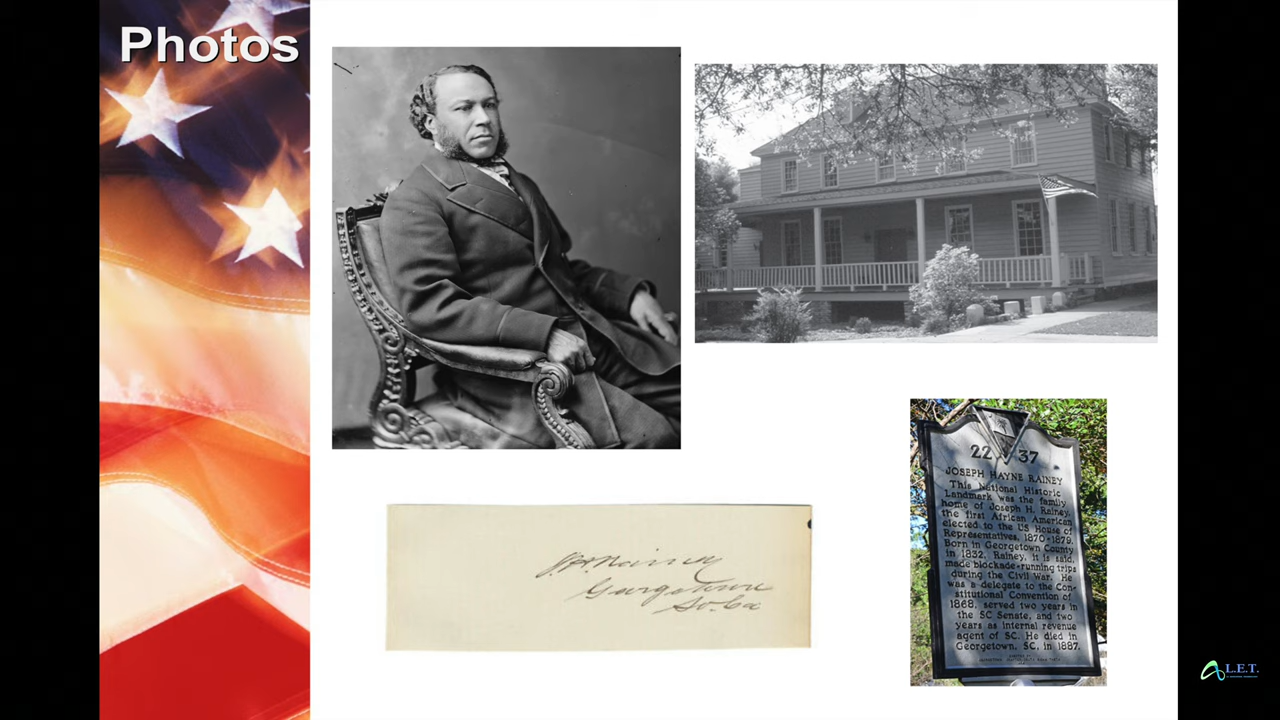 Photos
J.H. Rainey
Georgetown
So. Ca
22 37
JOSEPH HAYNE RAINEY
This National Historic
Landmark was the family
home of Joseph H. Rainey,
the first African American
elected to the US House of
Representatives, 1870-1879.
Born in Georgetown County
in 1832, Rainey, it is said,
made blockade-running trips
during the Civil War. He
was a delegate to the Con-
stitutional Convention of
1868, served two years in
the SC Senate, and two
years as internal revenue
agent of SC. He died in
Georgetown, SC, in 1887.
L.E.T.